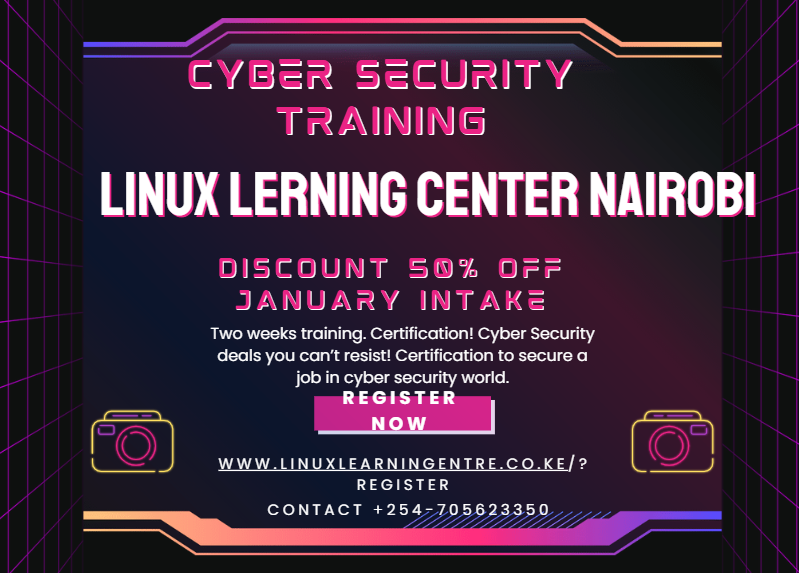 CYBER SECURITY
TRAINING
LINUX LERNING CENTER NAIROBI
DISCOUNT 50% OFF
JANUARY INTAKE
Two weeks training. Certification! Cyber Security
deals you can't resist! Certification to secure a
job in cyber security world.
REGISTER
NOW
WWW.LINUXLEARNINGENTRE.CO.KE/?
REGISTER
CONTACT +254-705623350